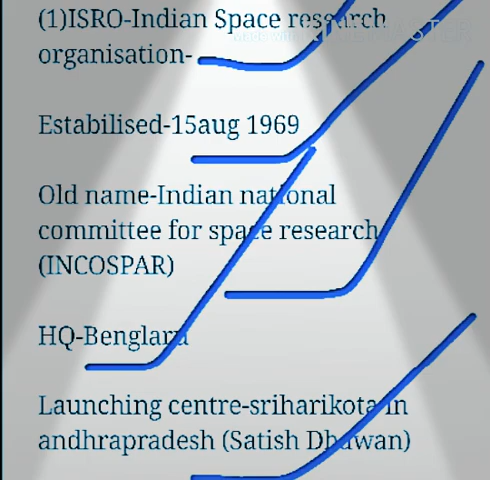 (1)ISRO-Indian Space research
organisation-
Estabilised-15aug 1969
Old name-Indian national
committee for space research
(INCOSPAR)
HQ-Benglaru
Launching centre-sriharikota in
andhrapradesh (Satish Dhawan)